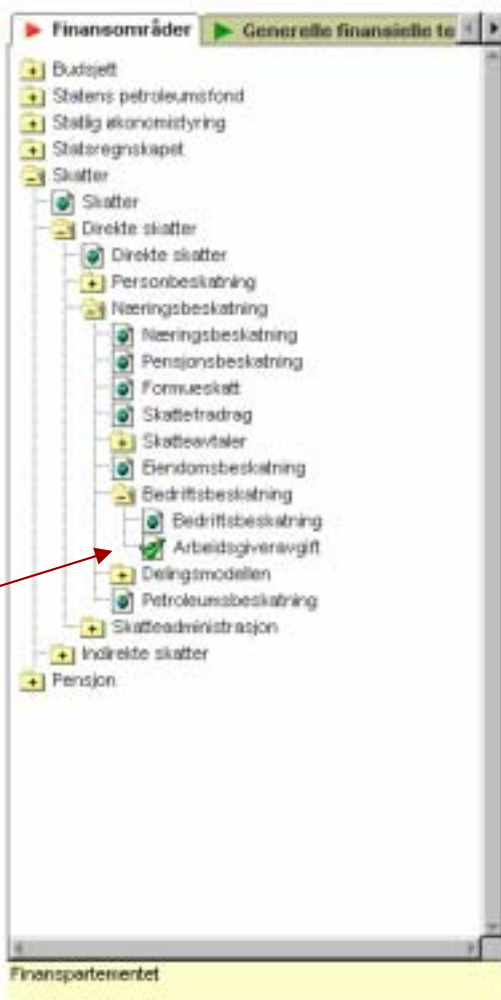 Finansområder Generelle finansielle te
Budsjett
Statens petroleumsfond
Statlig økonomistyring
Statsregnskapet
Skatter
Skatter
Direkte skatter
Direkte skatter
Personbeskatning
Næringsbeskatning
Næringsbeskatning
Pensjonsbeskatning
Formueskatt
Skattefradrag
Skatteavtaler
Eiendomsbeskatning
Bedriftsbeskatning
Bedriftsbeskatning
Arbeidsgiveravgift
Delingsmodellen
Petroleumsbeskatning
Skatteadministrasjon
Indirekte skatter
Pensjon
Finanspartementet